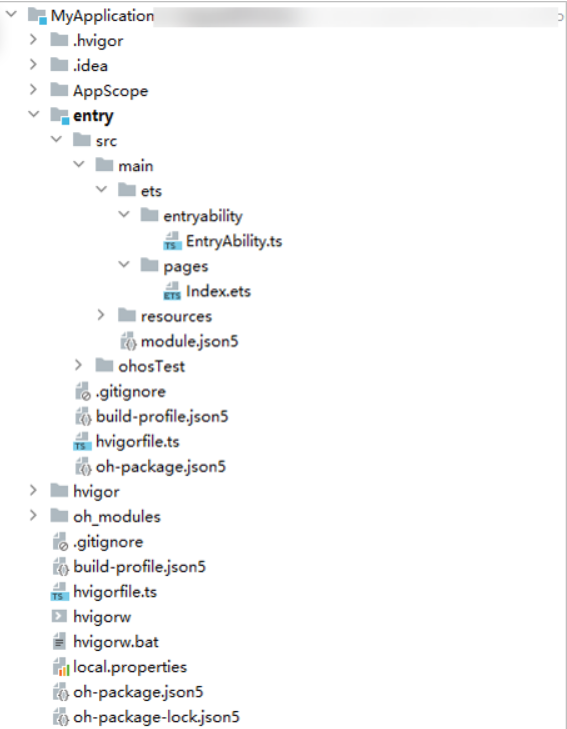 MyApplication
.hvigor
.idea
AppScope
entry
src
main
ets
entryability
EntryAbility.ts
pages
Index.ets
resources
module.json5
ohosTest
.gitignore
build-profile.json5
hvigorfile.ts
oh-package.json5
hvigor
oh_modules
.gitignore
build-profile.json5
hvigorfile.ts
hvigorw
hvigorw.bat
local.properties
oh-package.json5
oh-package-lock.json5